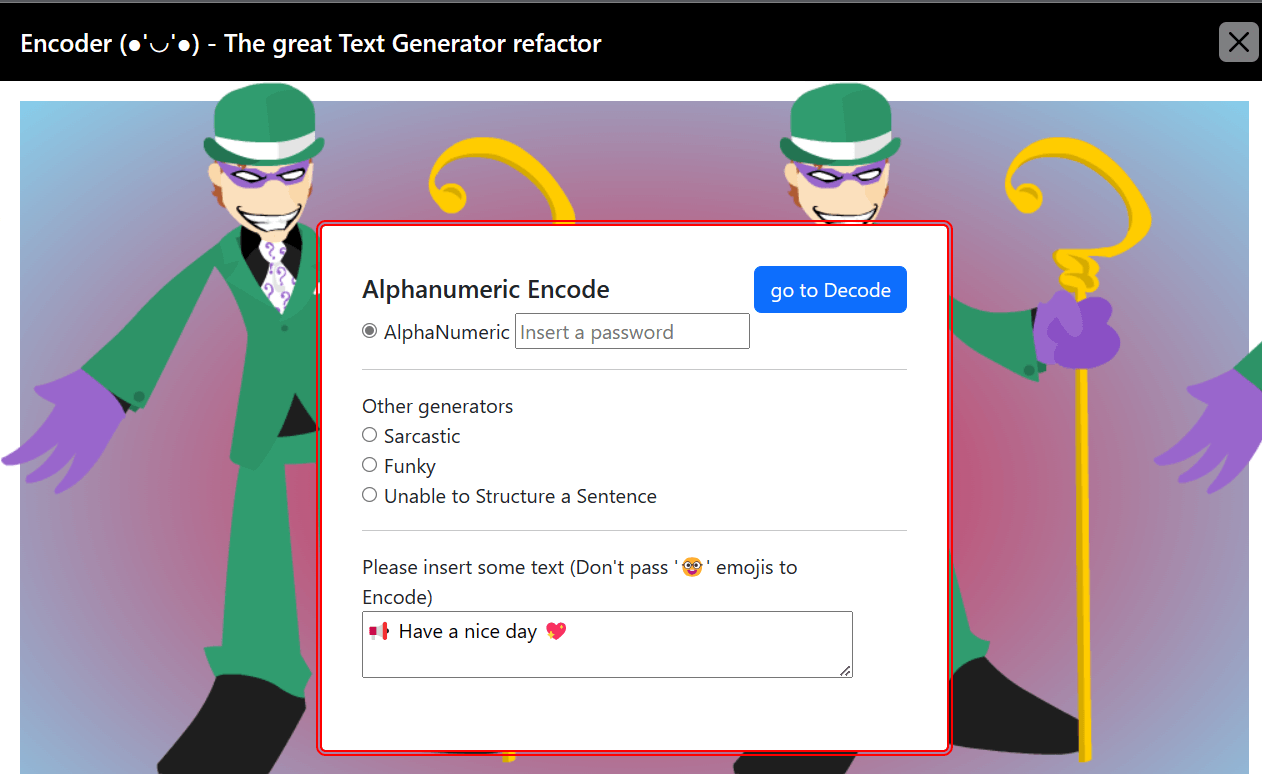 Encoder (●'◡'●) - The great Text Generator refactor
Alphanumeric Encode
go to Decode
AlphaNumeric Insert a password
Other generators
Sarcastic
Funky
Unable to Structure a Sentence
Please insert some text (Don't pass '🥸' emojis to
Encode)
📢 Have a nice day 💖